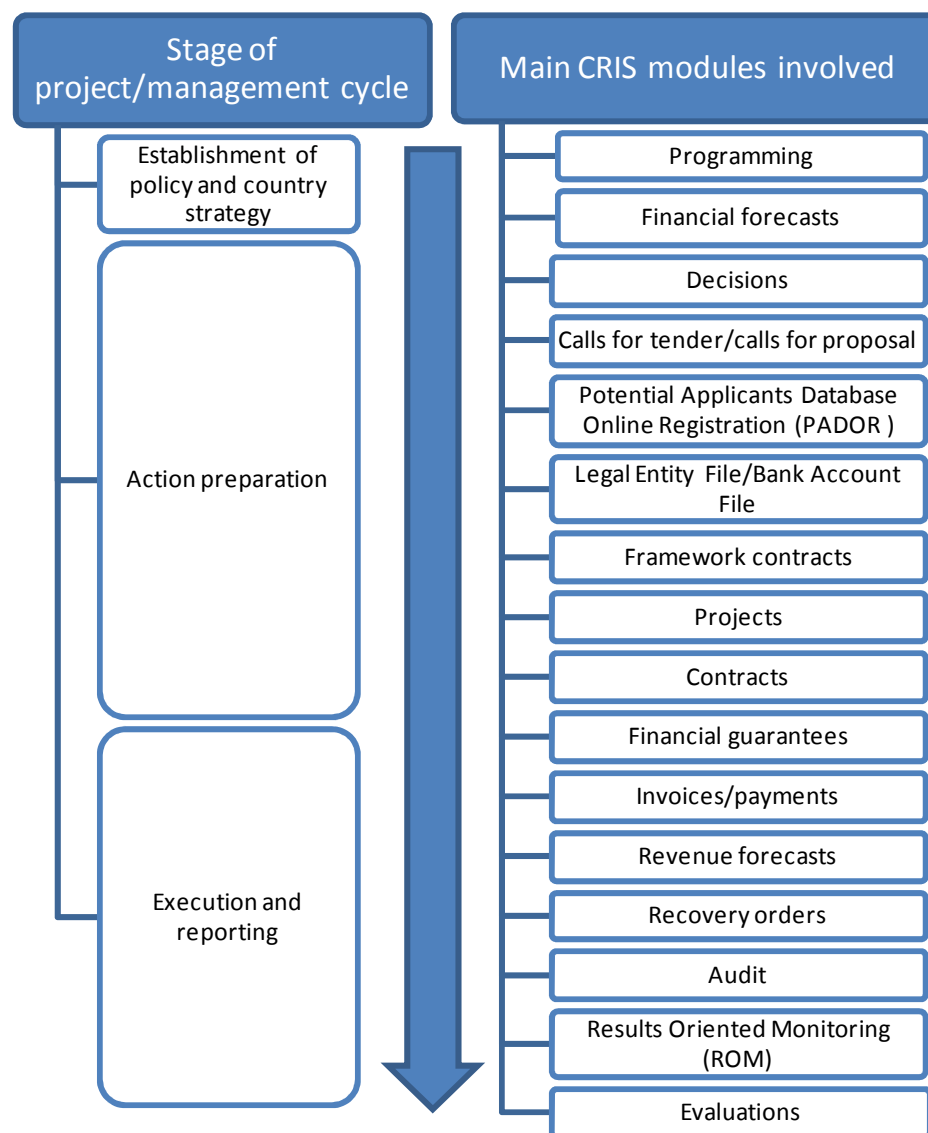 Stage of
project/management cycle
Establishment of
policy and country
strategy
Action preparation
Execution and
reporting
Main CRIS modules involved
Programming
Financial forecasts
Decisions
Calls for tender/calls for proposal
Potential Applicants Database
Online Registration (PADOR )
Legal Entity File/Bank Account
File
Framework contracts
Projects
Contracts
Financial guarantees
Invoices/payments
Revenue forecasts
Recovery orders
Audit
Results Oriented Monitoring
(ROM)
Evaluations